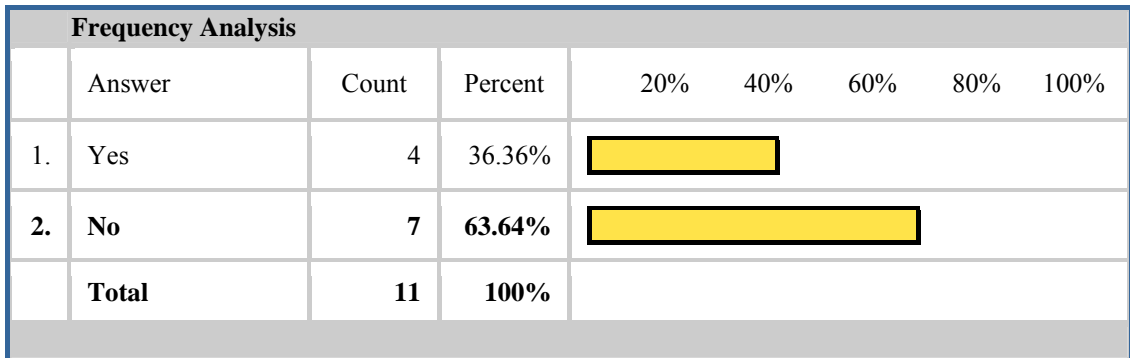 Frequency Analysis
Answer Count Percent 20% 40% 60% 80% 100%
1. Yes 4 36.36%
2. No 7 63.64%
Total 11 100%